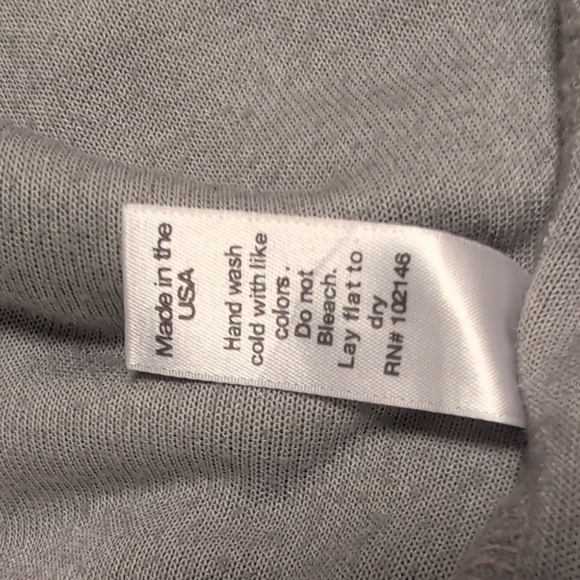 Made in the
USA
Hand wash
cold with like
colors.
Do not
Bleach.
Lay flat to
dry
RN# 102146